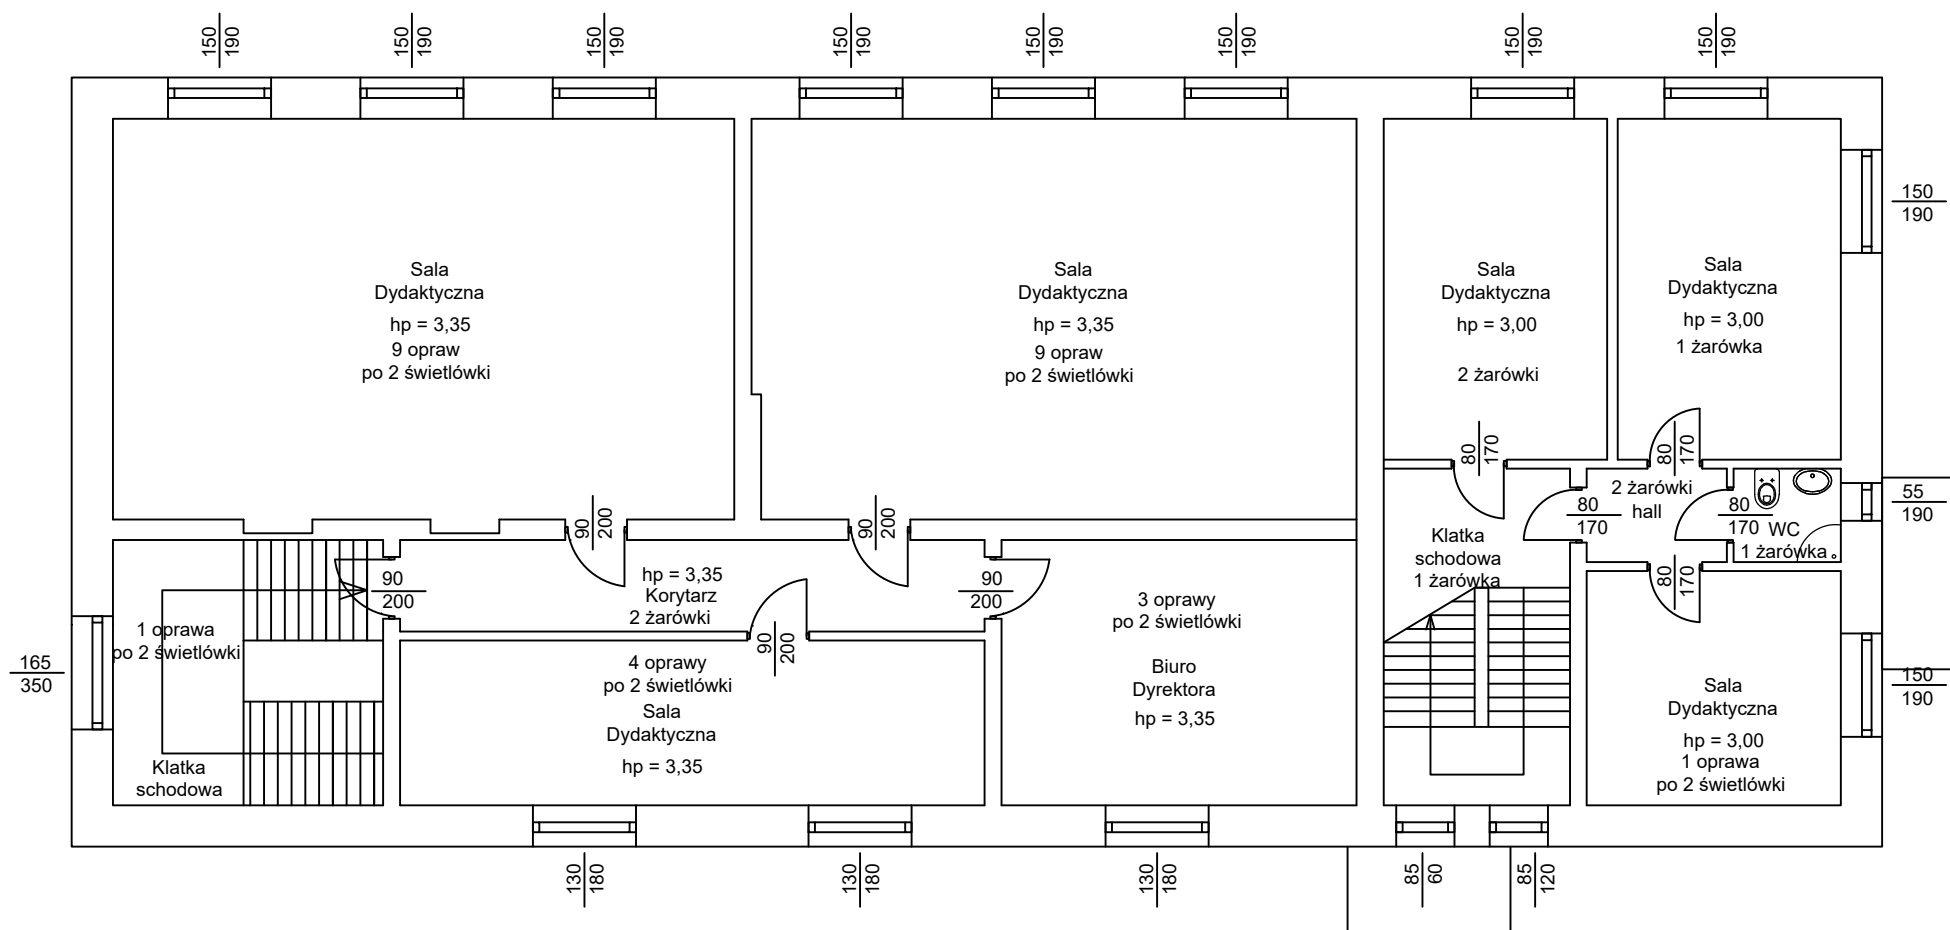 150
190
150
190
150
190
150
190
150
190
150
190
150
190
150
190
Sala
Dydaktyczna
hp = 3,35
9 opraw
po 2 świetlówki
Sala
Dydaktyczna
hp = 3,35
9 opraw
po 2 świetlówki
Sala
Dydaktyczna
hp = 3,00
2 żarówki
Sala
Dydaktyczna
hp = 3,00
1 żarówka
150
190
90
200
90
200
80
170
80
170
2 żarówki
hall
80
170
80
170
WC
1 żarówka
55
190
90
200
hp = 3,35
Korytarz
2 żarówki
90
200
90
200
Klatka
schodowa
1 żarówka
80
170
1 oprawa
po 2 świetlówki
165
350
Klatka
schodowa
4 oprawy
po 2 świetlówki
Sala
Dydaktyczna
hp = 3,35
3 oprawy
po 2 świetlówki
Biuro
Dyrektora
hp = 3,35
Sala
Dydaktyczna
hp = 3,00
1 oprawa
po 2 świetlówki
150
190
130
180
130
180
130
180
85
60
85
120